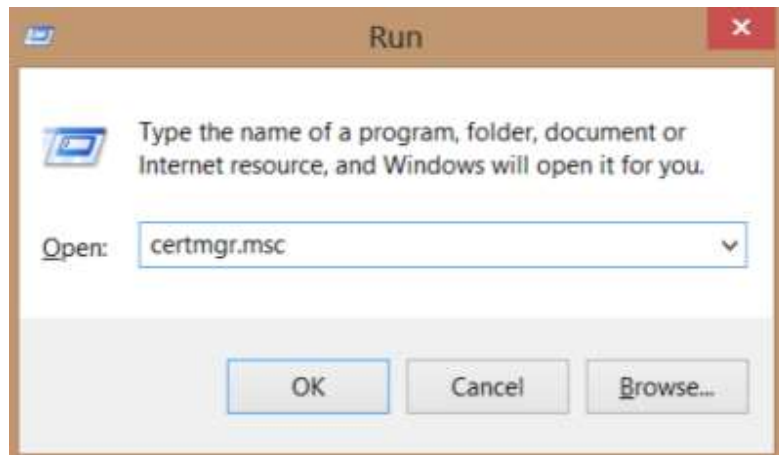 Run
Type the name of a program, folder, document or
Internet resource, and Windows will open it for you.
Open: certmgr.msc
OK Cancel Browse...